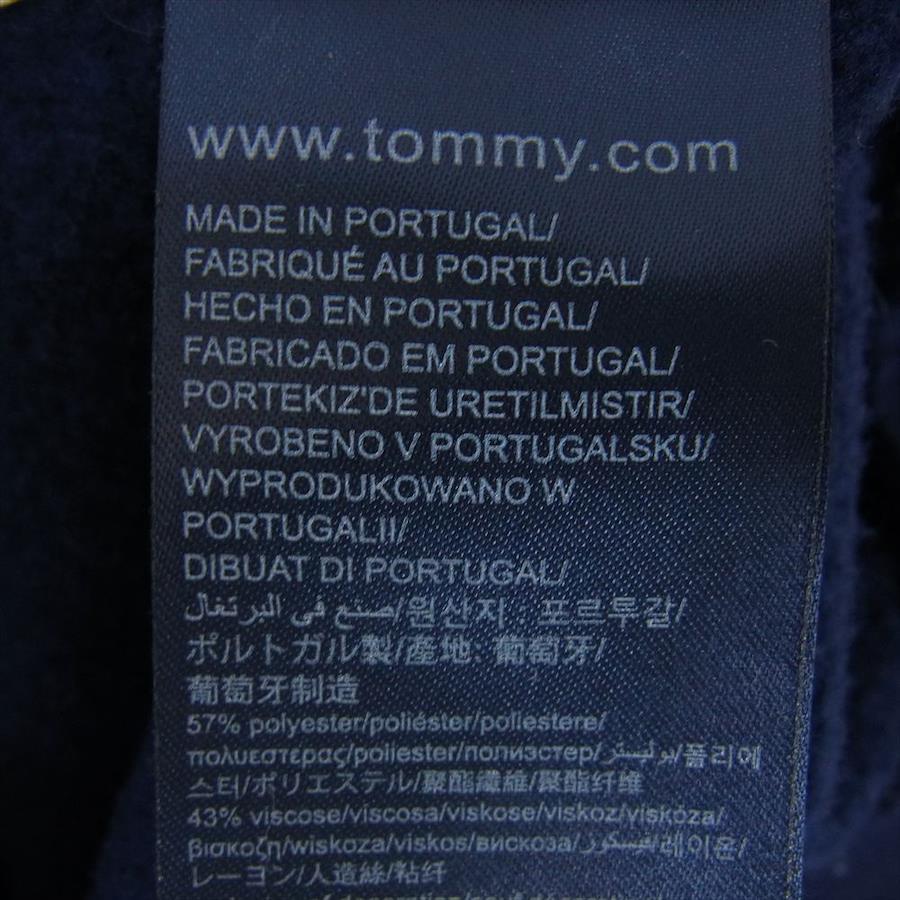 www.tommy.com
MADE IN PORTUGAL/
FABRIQUÉ AU PORTUGAL/
HECHO EN PORTUGAL/
FABRICADO EM PORTUGAL/
PORTEKIZ'DE URETILMISTIR/
VYROBENO V PORTUGALSKU/
WYPRODUKOWANO W
PORTUGALII/
DIBUAT DI PORTUGAL/
صنع في البرتغال/원산지 : 포르투갈/
ポルトガル製/產地: 葡萄牙/
葡萄牙制造
57% polyester/poliéster/poliestere/
πολυεστερας/poliester/полиэстер/بوليستر/폴리에
스터/ポリエステル/聚酯纖維/聚酯纤维
43% viscose/viscosa/viskose/viskoz/viskóza/
βισκοζη/wiskoza/viskos/вискоза/فسكوز/레이온/
レーヨン/人造絲/粘纤